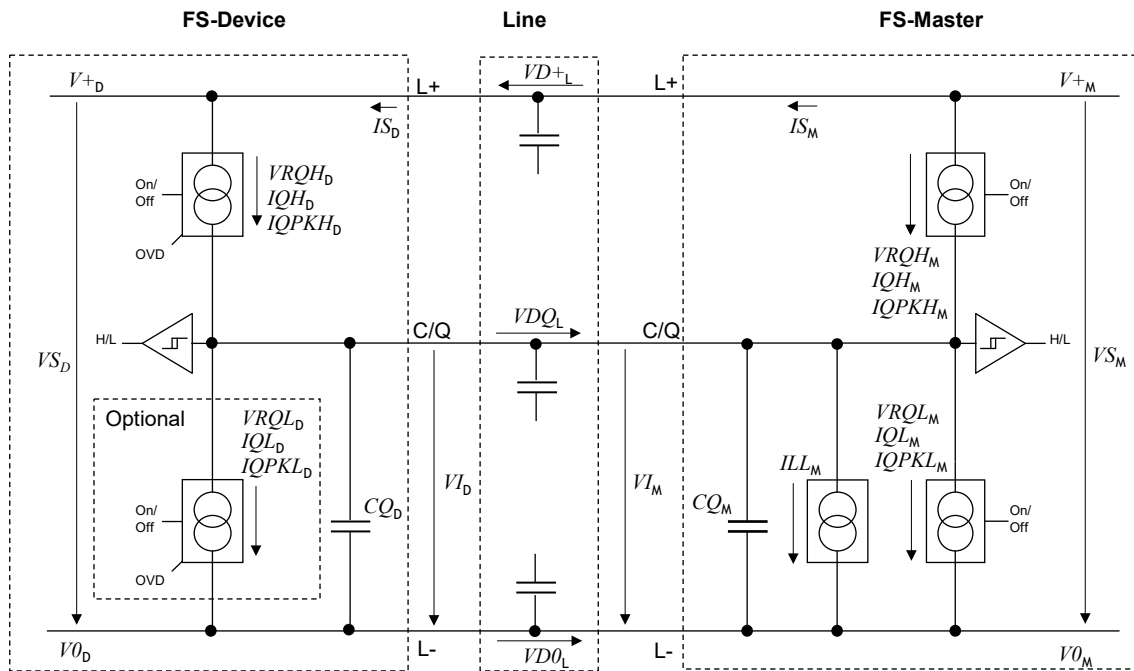 FS-Device
Line
FS-Master
V+D
L+
VD+L
L+
V+M
ISD
ISM
On/
Off
OVD
VRQHD
IQHD
IQPKHD
On/
Off
VRQHM
IQHM
IQPKHM
H/L
C/Q
VDQL
C/Q
H/L
VSD
VSM
Optional
VRQLD
IQLD
IQPKLD
On/
Off
OVD
CQD
VID
VIM
CQM
ILLM
VRQLM
IQLM
IQPKLM
On/
Off
V0D
L-
VD0L
L-
V0M